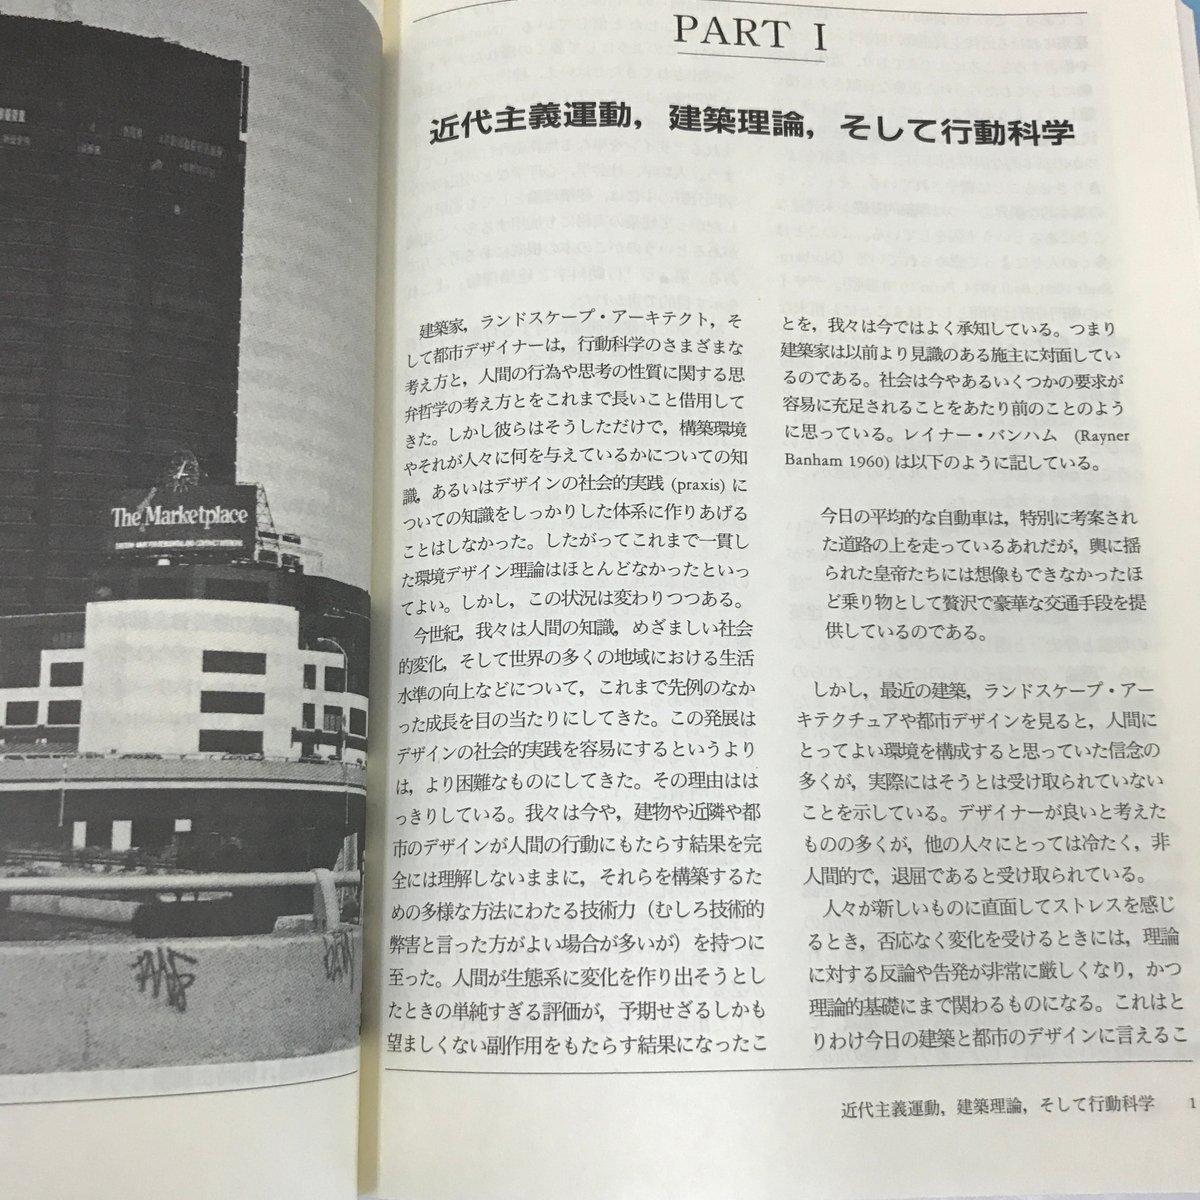 The Marketplace
PART I
近代主義運動，建築理論，そして行動科学
建築家，ランドスケープ・アーキテクト，そ
して都市デザイナーは，行動科学のさまざまな
考え方と，人間の行為や思考の性質に関する思
弁哲学の考え方とをこれまで長いこと借用して
きた。しかし彼らはそうしただけで，構築環境
やそれが人々に何を与えているかについての知
識，あるいはデザインの社会的実践 (praxis) に
ついての知識をしっかりした体系に作りあげる
ことはしなかった。したがってこれまで一貫し
た環境デザイン理論はほとんどなかったといっ
てよい。しかし，この状況は変わりつつある。
今世紀，我々は人間の知識，めざましい社会
的変化，そして世界の多くの地域における生活
水準の向上などについて，これまで先例のなか
った成長を目の当たりにしてきた。この発展は
デザインの社会的実践を容易にするというより
は，より困難なものにしてきた。その理由はは
っきりしている。我々は今や，建物や近隣や都
市のデザインが人間の行動にもたらす結果を完
全には理解しないままに，それらを構築するた
めの多様な方法にわたる技術力（むしろ技術的
弊害と言った方がよい場合が多いが）を持つに
至った。人間が生態系に変化を作り出そうとし
たときの単純すぎる評価が，予期せざるしかも
望ましくない副作用をもたらす結果になったこ
とを，我々は今ではよく承知している。つまり
建築家は以前より見識のある施主に対面してい
るのである。社会は今やあるいくつかの要求が
容易に充足されることをあたり前のことのよう
に思っている。レイナー・バンハム (Rayner
Banham 1960) は以下のように記している。
今日の平均的な自動車は，特別に考案され
た道路の上を走っているあれだが，輿に揺
られた皇帝たちには想像もできなかったほ
ど乗り物として贅沢で豪華な交通手段を提
供しているのである。
しかし，最近の建築，ランドスケープ・アー
キテクチュアや都市デザインを見ると，人間に
とってよい環境を構成すると思っていた信念の
多くが，実際にはそうとは受け取られていない
ことを示している。デザイナーが良いと考えた
ものの多くが，他の人々にとっては冷たく，非
人間的で，退屈であると受け取られている。
人々が新しいものに直面してストレスを感じ
るとき，否応なく変化を受けるときには，理論
に対する反論や告発が非常に厳しくなり，かつ
理論的基礎にまで関わるものになる。これはと
りわけ今日の建築と都市のデザインに言えるこ
近代主義運動，建築理論，そして行動科学 1